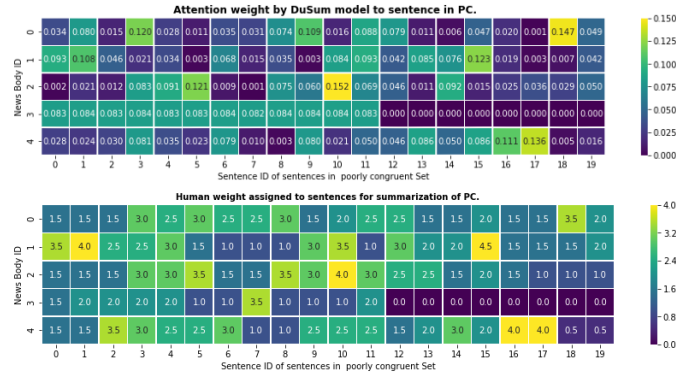 Attention weight by DuSum model to sentence in PC.
0 0.034 0.080 0.015 0.120 0.028 0.011 0.035 0.031 0.079 0.109 0.016 0.088 0.079 0.011 0.006 0.028 0.031 0.001 0.147 0.049
1 0.093 0.108 0.046 0.021 0.034 0.003 0.068 0.015 0.035 0.003 0.094 0.013 0.042 0.085 0.076 0.123 0.019 0.003 0.007 0.042
2 0.002 0.021 0.012 0.083 0.091 0.121 0.009 0.001 0.075 0.060 0.152 0.028 0.046 0.014 0.092 0.015 0.025 0.036 0.029 0.050
3 0.083 0.084 0.084 0.083 0.084 0.083 0.084 0.082 0.084 0.084 0.083 0.083 0.000 0.000 0.000 0.000 0.000 0.000 0.000 0.000
4 0.028 0.024 0.030 0.081 0.035 0.023 0.079 0.010 0.003 0.080 0.021 0.050 0.046 0.086 0.050 0.086 0.111 0.136 0.005 0.016
News Body ID
0 1 2 3 4 5 6 7 8 9 10 11 12 13 14 15 16 17 18 19
Sentence ID of sentences in poorly congruent Set
0.150
0.125
0.100
0.075
0.050
0.025
0.000
Human weight assigned to sentences for summarization of PC.
0 1.5 1.5 1.5 3.0 2.5 3.0 2.5 2.5 3.0 1.5 2.0 2.5 2.0 1.5 1.5 2.0 1.5 1.5 3.5 2.0
1 3.5 4.0 2.5 2.5 3.0 1.5 1.0 1.0 2.5 3.5 1.0 3.0 2.0 2.0 1.5 4.5 2.0 1.5 1.5 2.0
2 1.5 1.5 1.5 3.0 3.0 3.5 2.5 1.5 3.5 3.0 4.0 3.0 2.5 2.5 1.5 2.0 1.5 1.0 1.0 1.0
3 1.5 2.0 2.0 2.0 1.0 1.0 1.0 3.5 1.0 1.0 1.0 1.0 0.0 0.0 0.0 0.0 0.0 0.0 0.0 0.0
4 1.5 1.5 3.5 3.0 2.5 2.5 3.0 1.5 1.0 2.5 2.5 2.5 1.5 2.0 3.0 2.0 4.0 4.0 0.5 0.5
News Body ID
0 1 2 3 4 5 6 7 8 9 10 11 12 13 14 15 16 17 18 19
Sentence ID of sentences in poorly congruent Set
4.0
3.2
2.4
1.6
0.8
0.0